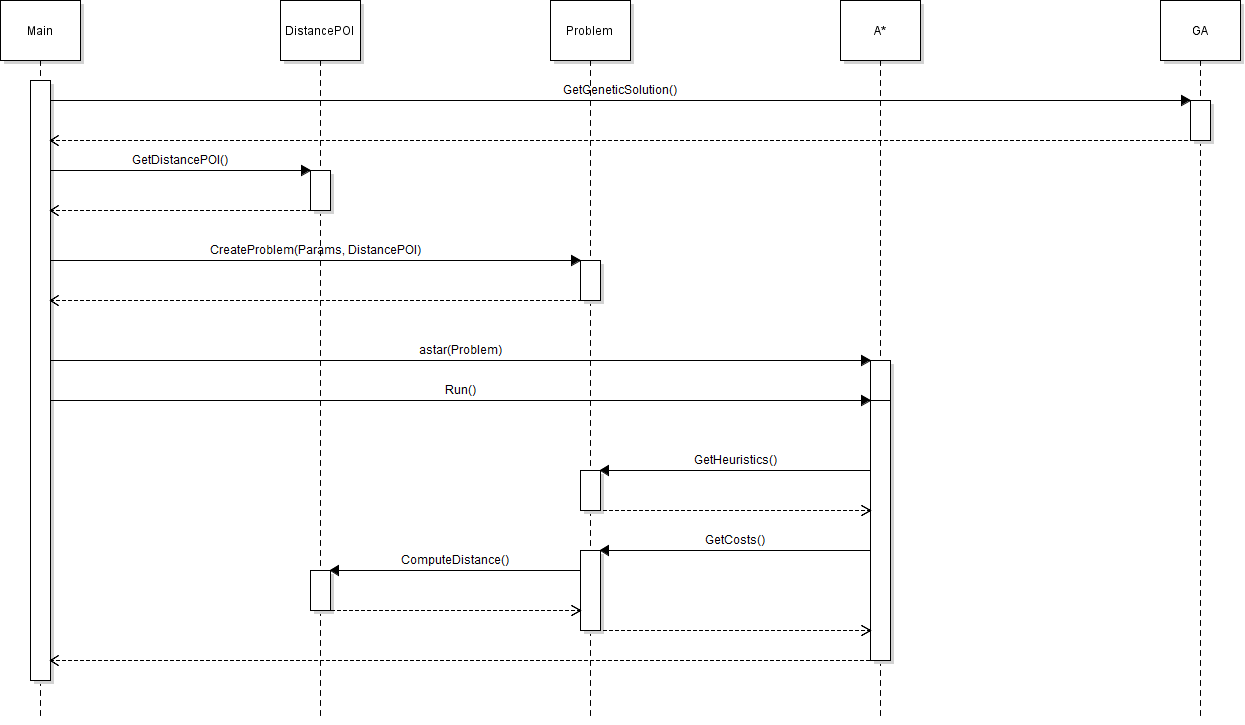 Main
DistancePOI
Problem
A*
GA
GetGeneticSolution()
GetDistancePOI()
CreateProblem(Params, DistancePOI)
astar(Problem)
Run()
GetHeuristics()
GetCosts()
ComputeDistance()